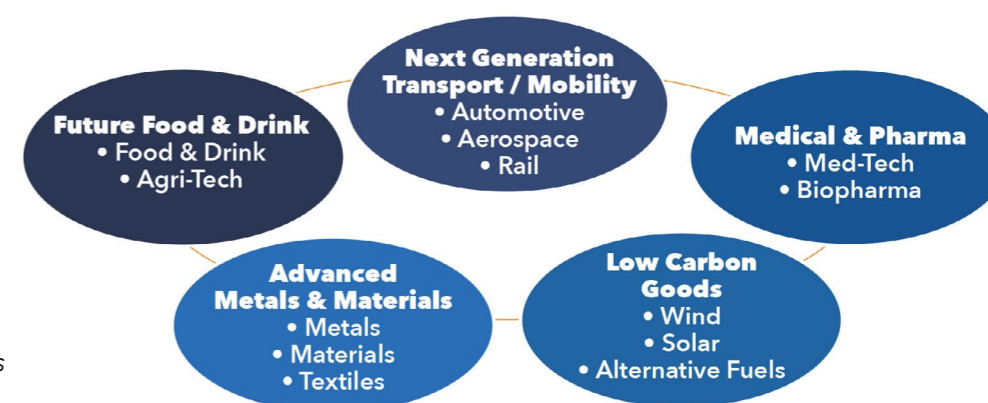 Next Generation
Transport / Mobility
• Automotive
• Aerospace
• Rail
Future Food & Drink
• Food & Drink
• Agri-Tech
Medical & Pharma
• Med-Tech
• Biopharma
Advanced
Metals & Materials
• Metals
• Materials
• Textiles
Low Carbon
Goods
• Wind
• Solar
• Alternative Fuels
s